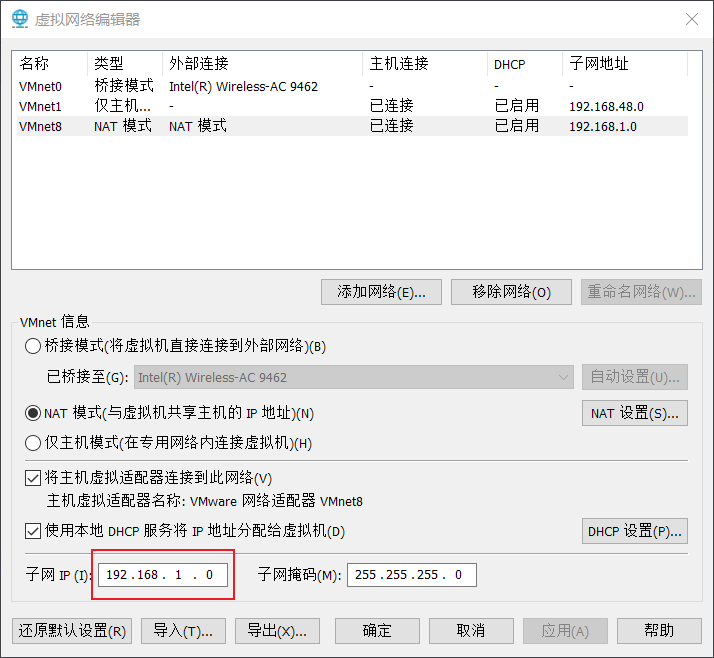 虚拟网络编辑器
名称 类型 外部连接 主机连接 DHCP 子网地址
VMnet0 桥接模式 Intel(R) Wireless-AC 9462 - - -
VMnet1 仅主机... - 已连接 已启用 192.168.48.0
VMnet8 NAT 模式 NAT 模式 已连接 已启用 192.168.1.0
添加网络(E)... 移除网络(O) 重命名网络(W)...
VMnet 信息
桥接模式(将虚拟机直接连接到外部网络)(B)
已桥接至(G): Intel(R) Wireless-AC 9462 自动设置(U)...
NAT 模式(与虚拟机共享主机的 IP 地址)(N) NAT 设置(S)...
仅主机模式(在专用网络内连接虚拟机)(H)
将主机虚拟适配器连接到此网络(V)
主机虚拟适配器名称: VMware 网络适配器 VMnet8
使用本地 DHCP 服务将 IP 地址分配给虚拟机(D) DHCP 设置(P)...
子网 IP (I): 192.168. 1 . 0 子网掩码(M): 255.255.255. 0
还原默认设置(R) 导入(T)... 导出(X)... 确定 取消 应用(A) 帮助